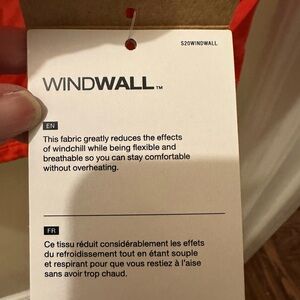 S20WINDWALL
WINDWALL™
EN
This fabric greatly reduces the effects
of windchill while being flexible and
breathable so you can stay comfortable
without overheating.
FR
Ce tissu réduit considérablement les effets
du refroidissement tout en étant souple
et respirant pour que vous restiez à l'aise
sans avoir trop chaud.